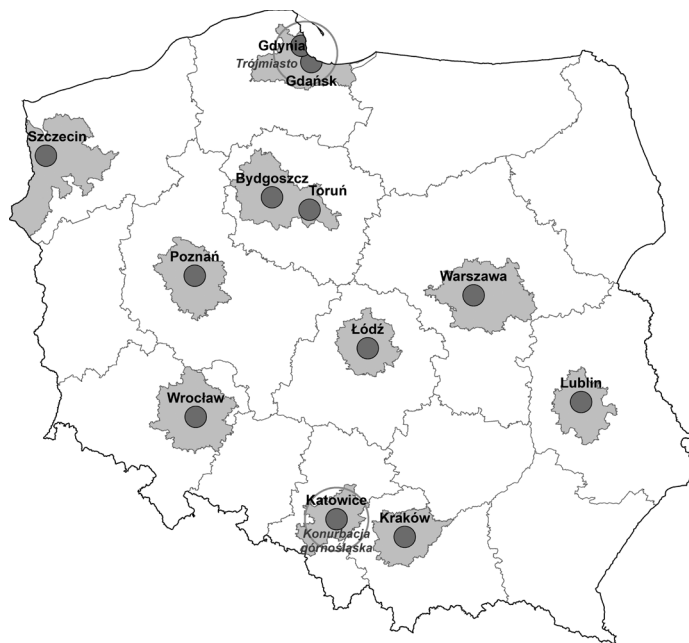 Gdynia
Trójmiasto
Gdańsk
Szczecin
Bydgoszcz
Toruń
Poznań
Warszawa
Łódź
Lublin
Wrocław
Katowice
Kraków
Konurbacja
górnośląska